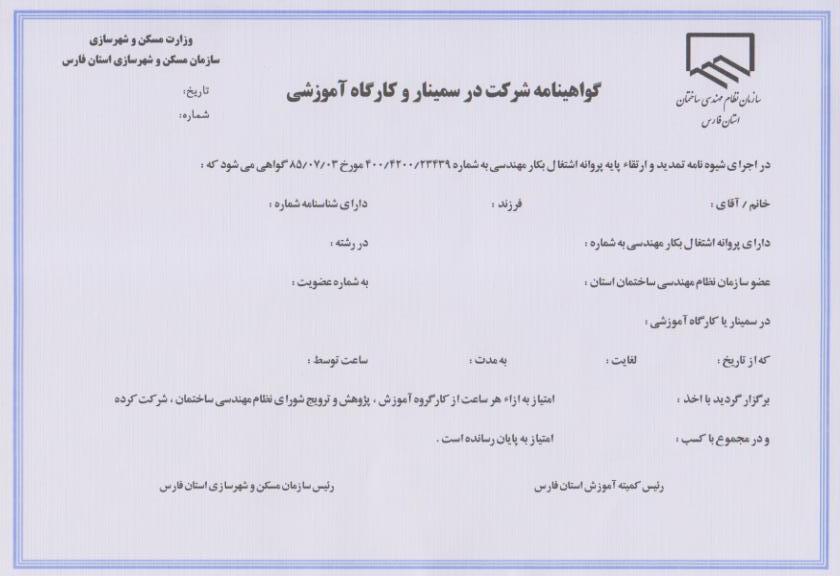 وزارت مسکن و شهرسازی
سازمان مسکن و شهرسازی استان فارس
تاریخ:
شماره:
سازمان نظام مهندسی ساختمان
استان فارس
گواهینامه شرکت در سمینار و کارگاه آموزشی
در اجرای شیوه نامه تمدید و ارتقاء پایه پروانه اشتغال بکار مهندسی به شماره ۴۰۰/۴۲۰۰/۲۳۴۳۹ مورخ ۸۵/۰۷/۰۳ گواهی می شود که :
خانم / آقای : فرزند : دارای شناسنامه شماره :
دارای پروانه اشتغال بکار مهندسی به شماره : در رشته :
عضو سازمان نظام مهندسی ساختمان استان : به شماره عضویت :
در سمینار یا کارگاه آموزشی :
که از تاریخ : لغایت : به مدت : ساعت توسط :
برگزار گردید با اخذ : امتیاز به ازاء هر ساعت از کارگروه آموزش ، پژوهش و ترویج شورای نظام مهندسی ساختمان ، شرکت کرده
و در مجموع با کسب : امتیاز به پایان رسانده است .
رئیس کمیته آموزش استان فارس رئیس سازمان مسکن و شهرسازی استان فارس